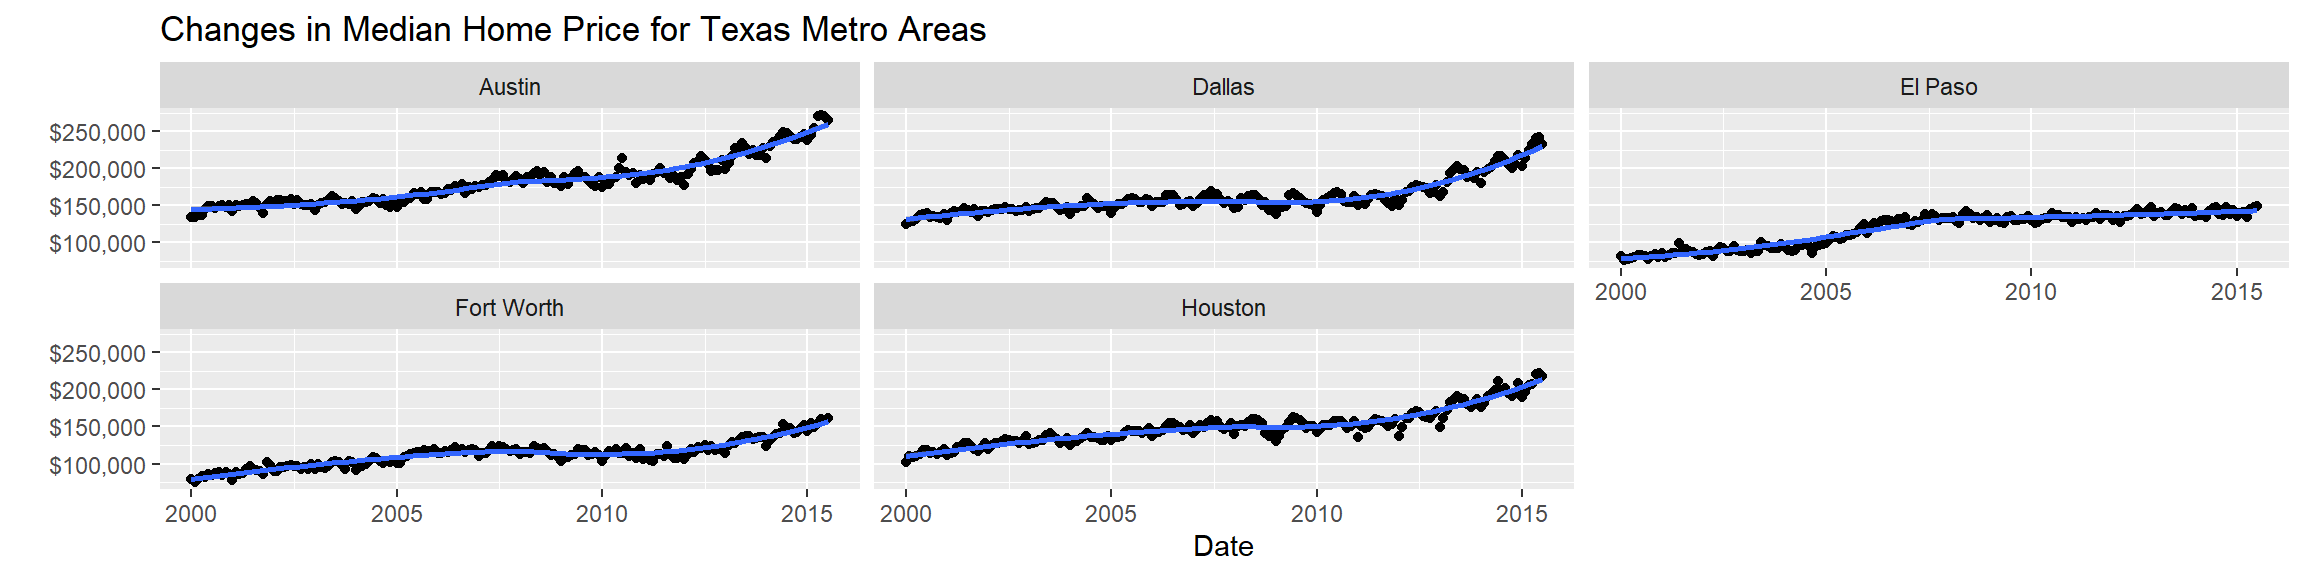 Changes in Median Home Price for Texas Metro Areas
Austin
Dallas
El Paso
$250,000
$200,000
$150,000
$100,000
2000 2005 2010 2015
Fort Worth
Houston
$250,000
$200,000
$150,000
$100,000
2000 2005 2010 2015
2000 2005 2010 2015
Date